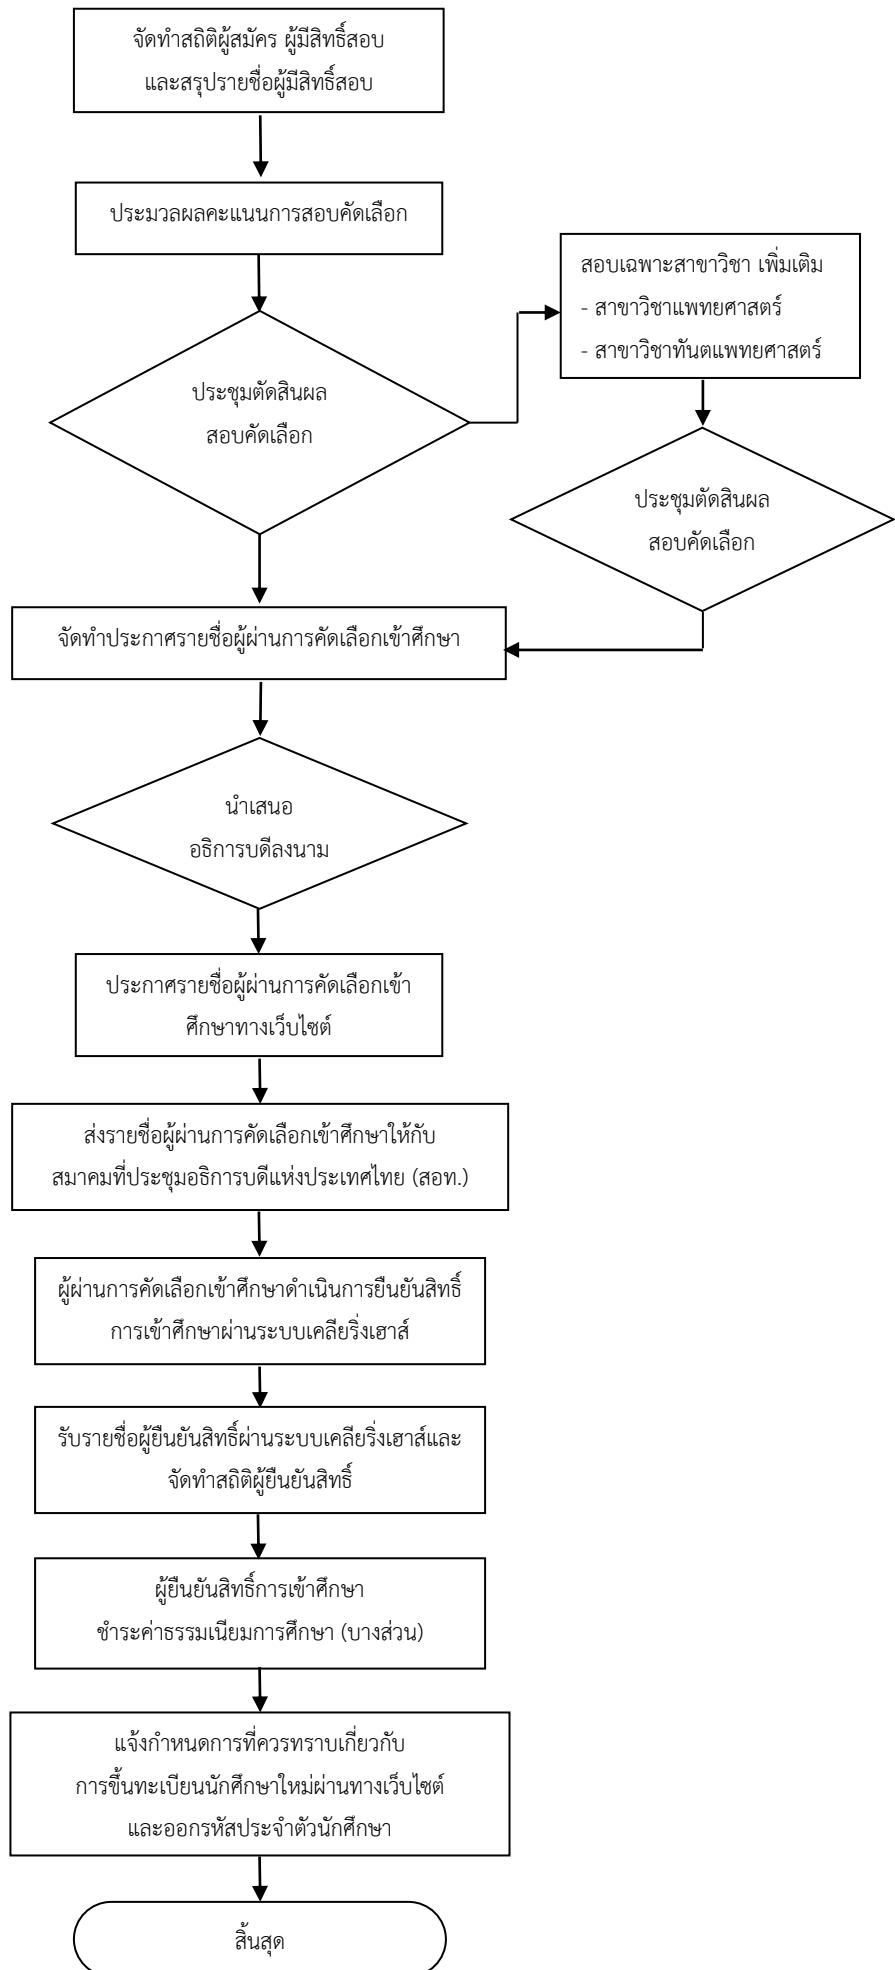 จัดทำสถิติผู้สมัคร ผู้มีสิทธิ์สอบ
และสรุปรายชื่อผู้มีสิทธิ์สอบ
ประมวลผลคะแนนการสอบคัดเลือก
สอบเฉพาะสาขาวิชา เพิ่มเติม
- สาขาวิชาแพทยศาสตร์
- สาขาวิชาทันตแพทยศาสตร์
ประชุมตัดสินผล
สอบคัดเลือก
ประชุมตัดสินผล
สอบคัดเลือก
จัดทำประกาศรายชื่อผู้ผ่านการคัดเลือกเข้าศึกษา
นำเสนอ
อธิการบดีลงนาม
ประกาศรายชื่อผู้ผ่านการคัดเลือกเข้า
ศึกษาทางเว็บไซต์
ส่งรายชื่อผู้ผ่านการคัดเลือกเข้าศึกษาให้กับ
สมาคมที่ประชุมอธิการบดีแห่งประเทศไทย (สอท.)
ผู้ผ่านการคัดเลือกเข้าศึกษาดำเนินการยืนยันสิทธิ์
การเข้าศึกษาผ่านระบบเคลียริ่งเฮาส์
รับรายชื่อผู้ยืนยันสิทธิ์ผ่านระบบเคลียริ่งเฮาส์และ
จัดทำสถิติผู้ยืนยันสิทธิ์
ผู้ยืนยันสิทธิ์การเข้าศึกษา
ชำระค่าธรรมเนียมการศึกษา (บางส่วน)
แจ้งกำหนดการที่ควรทราบเกี่ยวกับ
การขึ้นทะเบียนนักศึกษาใหม่ผ่านทางเว็บไซต์
และออกรหัสประจำตัวนักศึกษา
สิ้นสุด